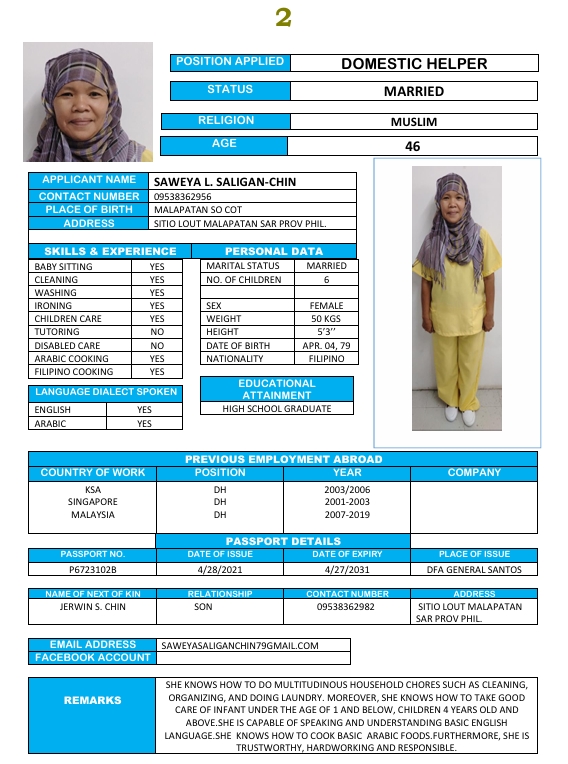 2
POSITION APPLIED DOMESTIC HELPER
STATUS MARRIED
RELIGION MUSLIM
AGE 46
APPLICANT NAME SAWEYA L. SALIGAN-CHIN
CONTACT NUMBER 09538362956
PLACE OF BIRTH MALAPATAN SO COT
ADDRESS SITIO LOUT MALAPATAN SAR PROV PHIL.
SKILLS & EXPERIENCE PERSONAL DATA
BABY SITTING YES MARITAL STATUS MARRIED
CLEANING YES NO. OF CHILDREN 6
WASHING YES
IRONING YES SEX FEMALE
CHILDREN CARE YES WEIGHT 50 KGS
TUTORING NO HEIGHT 5'3''
DISABLED CARE NO DATE OF BIRTH APR. 04, 79
ARABIC COOKING YES NATIONALITY FILIPINO
FILIPINO COOKING YES
LANGUAGE DIALECT SPOKEN
ENGLISH YES
ARABIC YES
EDUCATIONAL
ATTAINMENT
HIGH SCHOOL GRADUATE
PREVIOUS EMPLOYMENT ABROAD
COUNTRY OF WORK POSITION YEAR COMPANY
KSA DH 2003/2006
SINGAPORE DH 2001-2003
MALAYSIA DH 2007-2019
PASSPORT DETAILS
PASSPORT NO. DATE OF ISSUE DATE OF EXPIRY PLACE OF ISSUE
P6723102B 4/28/2021 4/27/2031 DFA GENERAL SANTOS
NAME OF NEXT OF KIN RELATIONSHIP CONTACT NUMBER ADDRESS
JERWIN S. CHIN SON 09538362982 SITIO LOUT MALAPATAN
SAR PROV PHIL.
EMAIL ADDRESS SAWEYASALIGANCHIN79GMAIL.COM
FACEBOOK ACCOUNT
REMARKS
SHE KNOWS HOW TO DO MULTITUDINOUS HOUSEHOLD CHORES SUCH AS CLEANING,
ORGANIZING, AND DOING LAUNDRY. MOREOVER, SHE KNOWS HOW TO TAKE GOOD
CARE OF INFANT UNDER THE AGE OF 1 AND BELOW, CHILDREN 4 YEARS OLD AND
ABOVE.SHE IS CAPABLE OF SPEAKING AND UNDERSTANDING BASIC ENGLISH
LANGUAGE.SHE KNOWS HOW TO COOK BASIC ARABIC FOODS.FURTHERMORE, SHE IS
TRUSTWORTHY, HARDWORKING AND RESPONSIBLE.